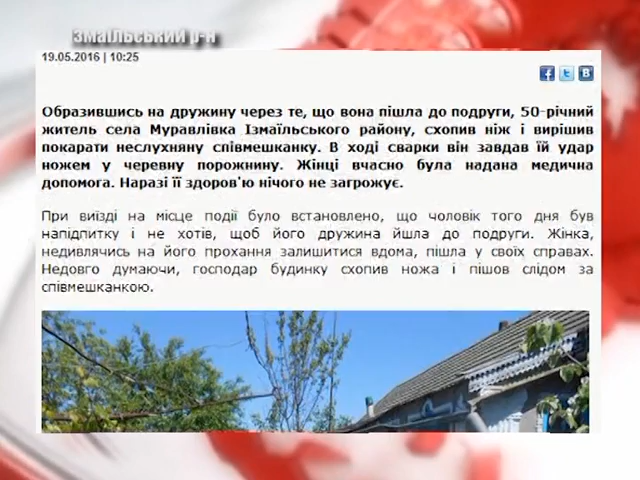 змаїльський р-н
19.05.2016 | 10:25
Образившись на дружину через те, що вона пішла до подруги, 50-річний
житель села Муравлівка Ізмаїльського району, схопив ніж і вирішив
покарати неслухняну співмешканку. В ході сварки він завдав їй удар
ножем у черевну порожнину. Жінці вчасно була надана медична
допомога. Наразі її здоров'ю нічого не загрожує.
При виїзді на місце події було встановлено, що чоловік того дня був
напідпитку і не хотів, щоб його дружина йшла до подруги. Жінка,
недивлячись на його прохання залишитися вдома, пішла у своїх справах.
Недовго думаючи, господар будинку схопив ножа і пішов слідом за
співмешканкою.